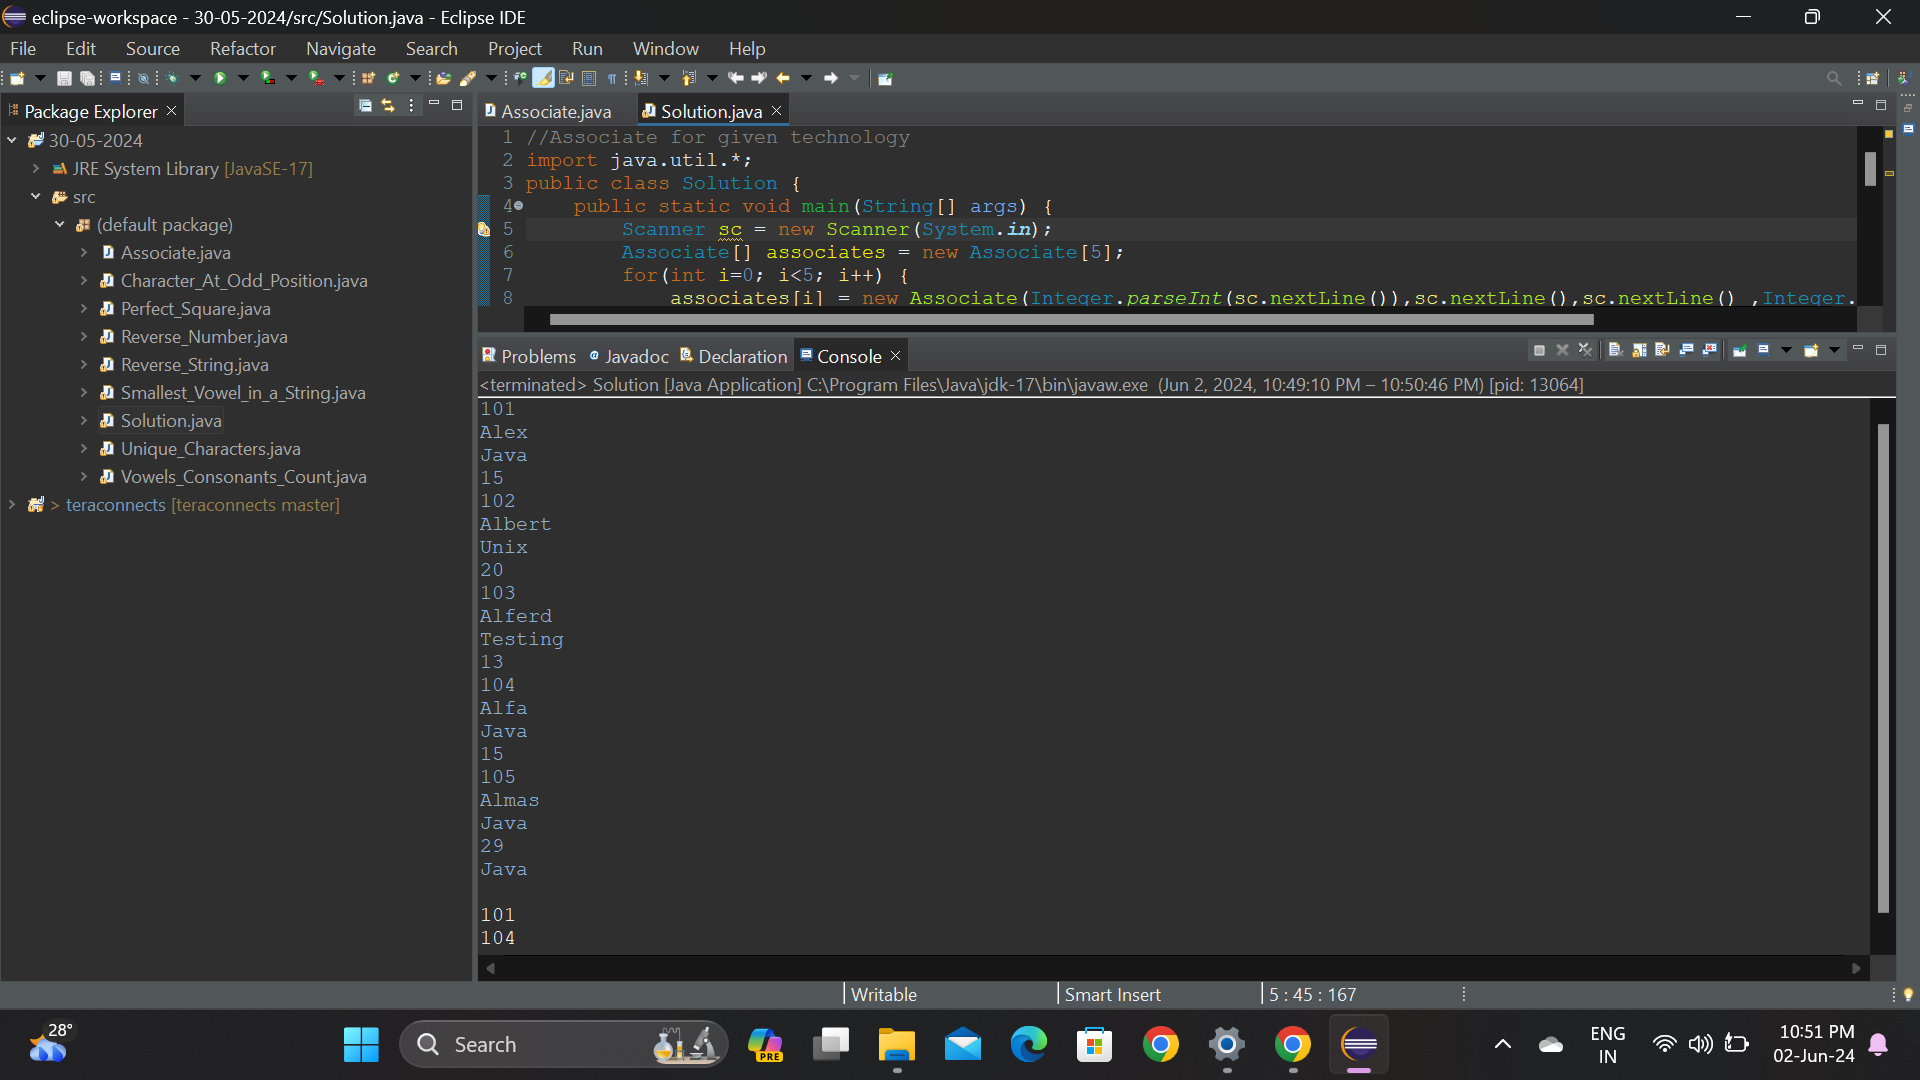 eclipse-workspace - 30-05-2024/src/Solution.java - Eclipse IDE
File Edit Source Refactor Navigate Search Project Run Window Help
Package Explorer
Associate.java
Solution.java
30-05-2024
JRE System Library [JavaSE-17]
src
(default package)
Associate.java
Character_At_Odd_Position.java
Perfect_Square.java
Reverse_Number.java
Reverse_String.java
Smallest_Vowel_in_a_String.java
Solution.java
Unique_Characters.java
Vowels_Consonants_Count.java
> teraconnects [teraconnects master]
1 //Associate for given technology
2 import java.util.*;
3 public class Solution {
4 public static void main(String[] args) {
5 Scanner sc = new Scanner(System.in);
6 Associate[] associates = new Associate[5];
7 for(int i=0; i<5; i++) {
8 associates[i] = new Associate(Integer.parseInt(sc.nextLine()),sc.nextLine(),sc.nextLine() ,Integer.
Problems Javadoc Declaration Console
<terminated> Solution [Java Application] C:\Program Files\Java\jdk-17\bin\javaw.exe (Jun 2, 2024, 10:49:10 PM – 10:50:46 PM) [pid: 13064]
101
Alex
Java
15
102
Albert
Unix
20
103
Alferd
Testing
13
104
Alfa
Java
15
105
Almas
Java
29
Java
101
104
Writable Smart Insert 5 : 45 : 167
28°
Search
PRE
ENG
IN
10:51 PM
02-Jun-24